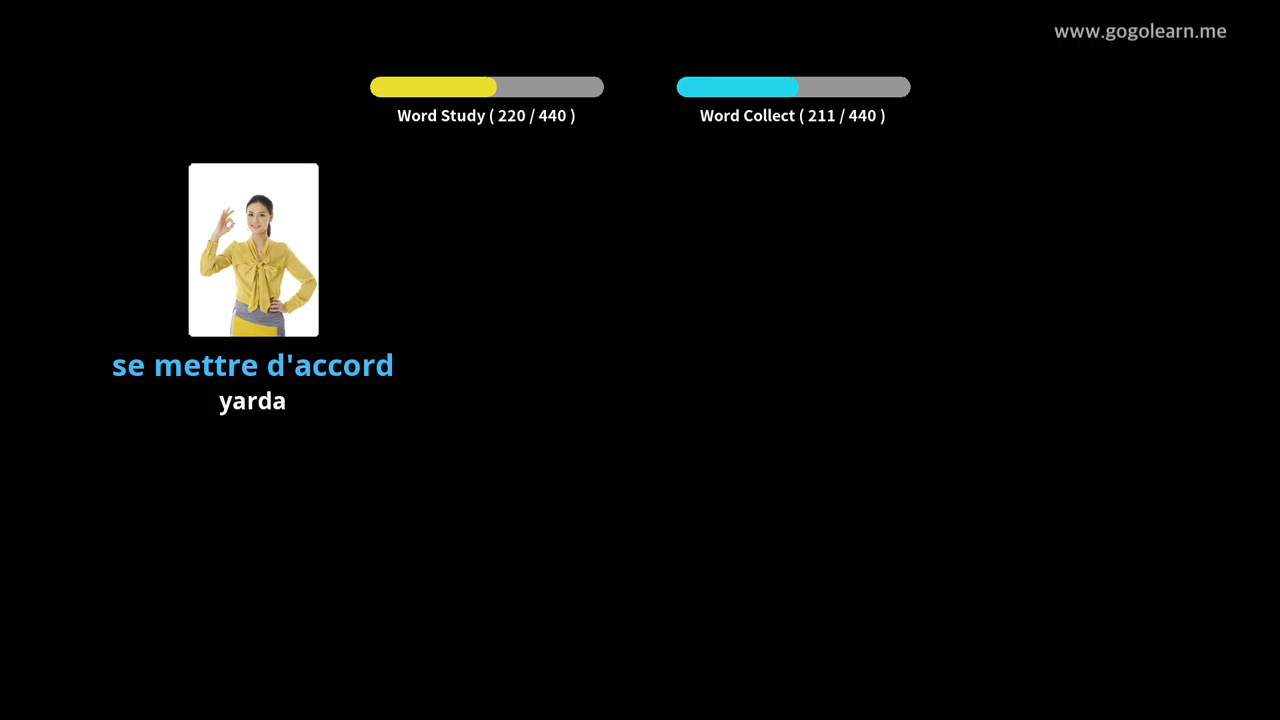 www.gogolearn.me
Word Study ( 220 / 440 )
Word Collect ( 211 / 440 )
se mettre d'accord
yarda